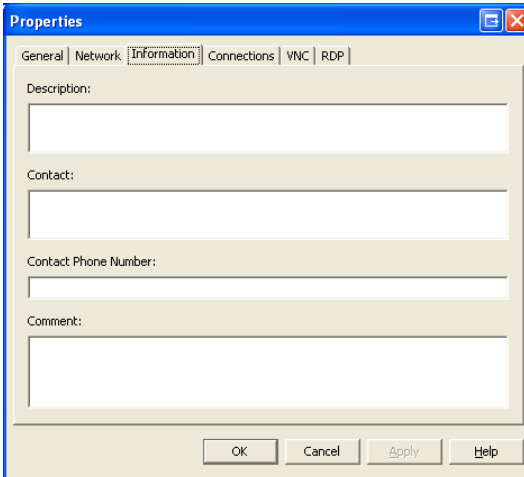 Properties
General Network Information Connections VNC RDP
Description:
Contact:
Contact Phone Number:
Comment:
OK Cancel Apply Help